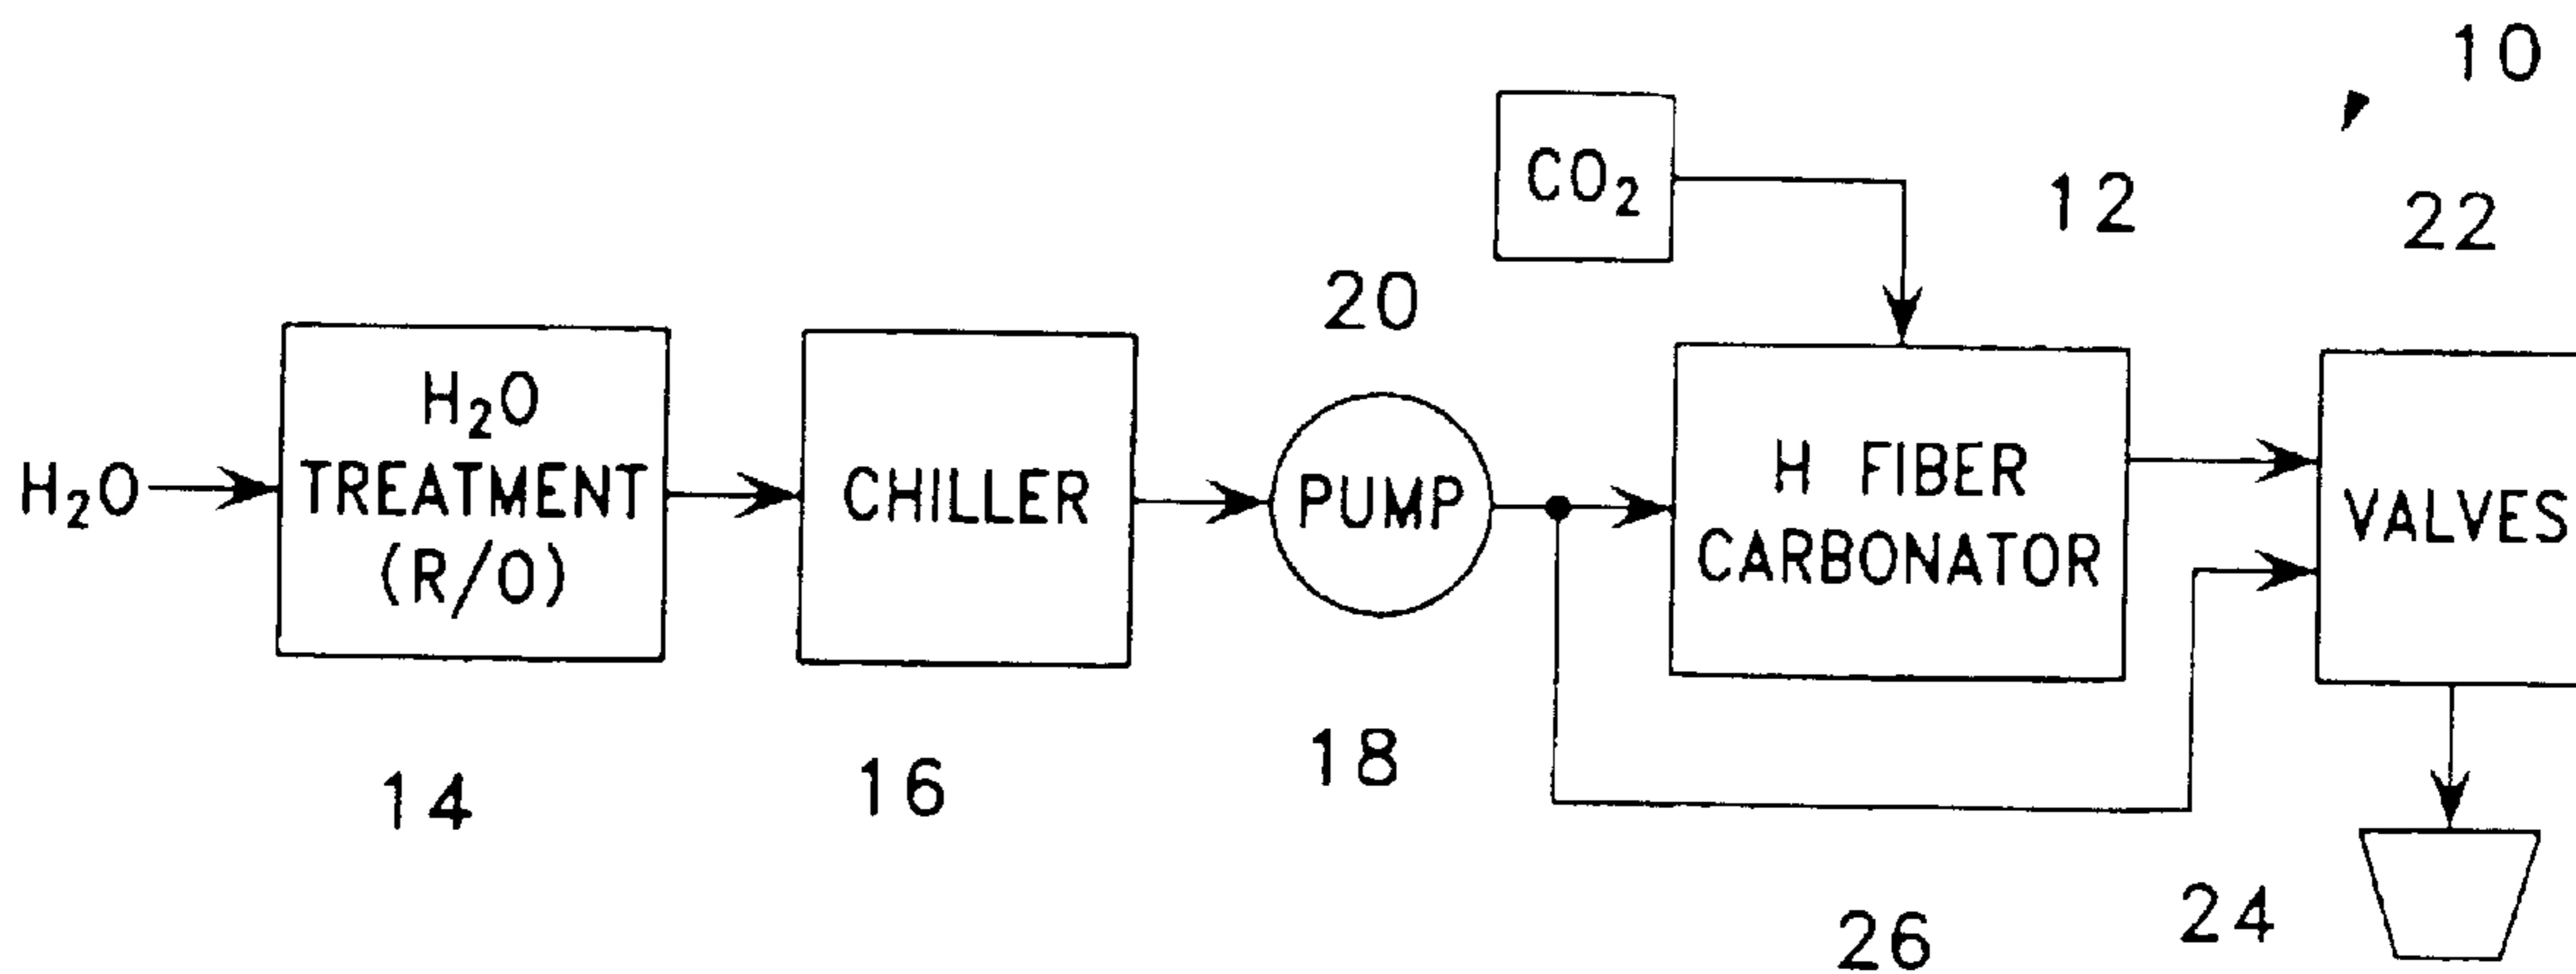 10
CO₂
12
22
20
H₂O
H₂O
TREATMENT
(R/O)
CHILLER
PUMP
H FIBER
CARBONATOR
VALVES
14
16
18
26
24